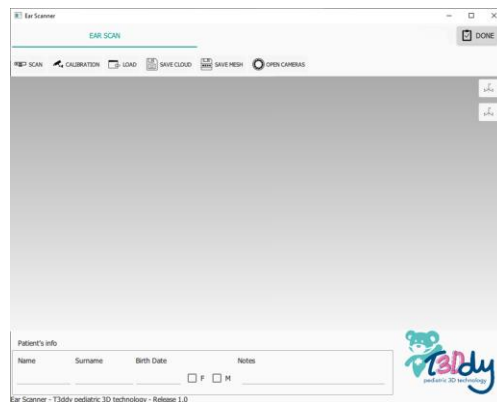 Ear Scanner
EAR SCAN
DONE
SCAN CALIBRATION LOAD SAVE CLOUD SAVE MESH OPEN CAMERAS
Patient's info
Name Surname Birth Date Notes
F M
T3Ddy
pediatric 3D technology
Ear Scanner - T3ddy pediatric 3D technology - Release 1.0